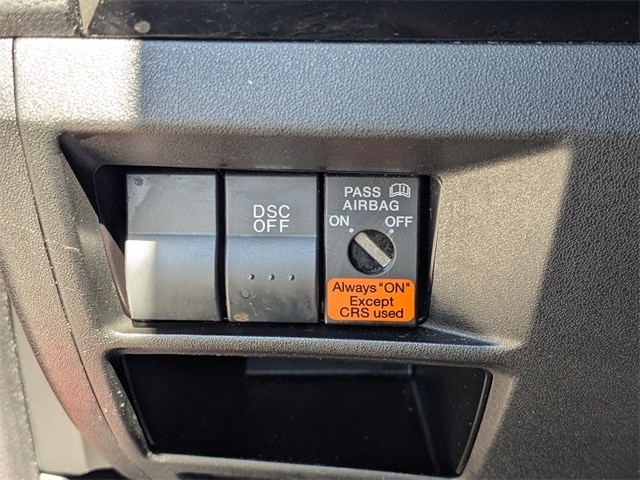 DSC
OFF
PASS
AIRBAG
ON OFF
Always "ON"
Except
CRS used